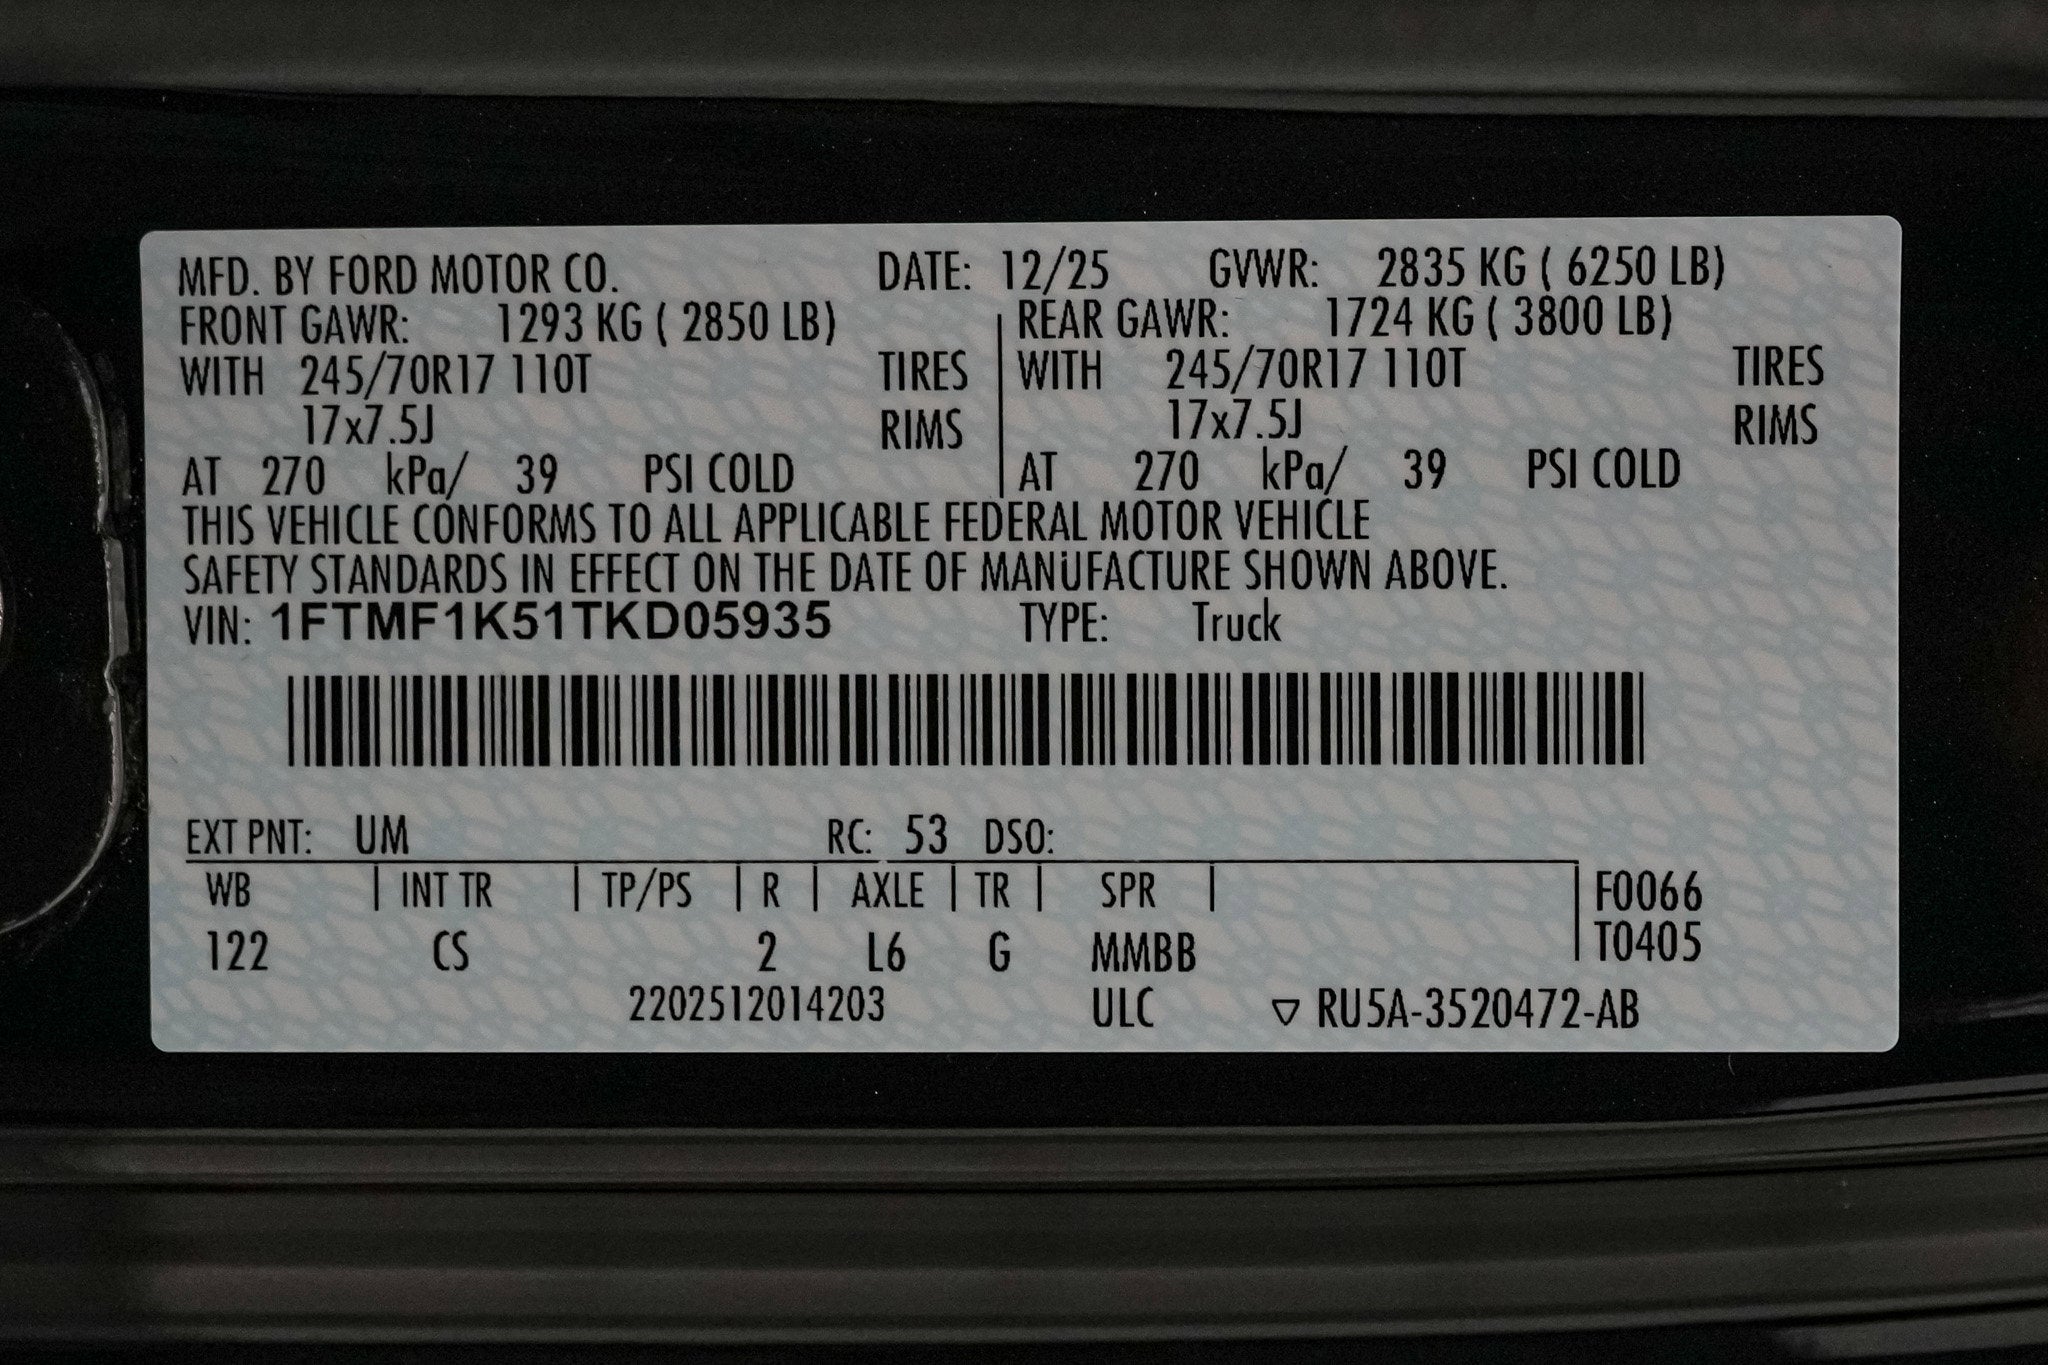 MFD. BY FORD MOTOR CO. DATE: 12/25 GVWR: 2835 KG ( 6250 LB)
FRONT GAWR: 1293 KG ( 2850 LB) REAR GAWR: 1724 KG ( 3800 LB)
WITH 245/70R17 110T TIRES WITH 245/70R17 110T TIRES
17x7.5J RIMS 17x7.5J RIMS
AT 270 kPa/ 39 PSI COLD AT 270 kPa/ 39 PSI COLD
THIS VEHICLE CONFORMS TO ALL APPLICABLE FEDERAL MOTOR VEHICLE
SAFETY STANDARDS IN EFFECT ON THE DATE OF MANUFACTURE SHOWN ABOVE.
VIN: 1FTMF1K51TKD05935 TYPE: Truck
EXT PNT: UM RC: 53 DSO:
WB | INT TR | TP/PS | R | AXLE | TR | SPR | F0066
T0405
122 CS 2 L6 G MMBB
2202512014203 ULC ▽ RU5A-3520472-AB